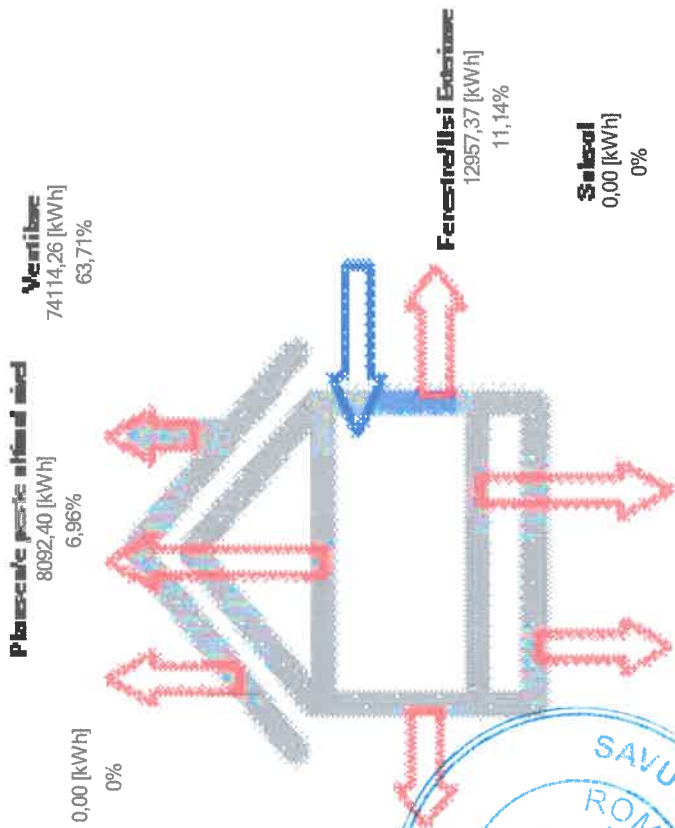 Planseele peste ultimul nivel
8092,40 [kWh]
6,96%
Ventilare
74114,26 [kWh]
63,71%
0,00 [kWh]
0%
Ferestre/Usi Exterioare
12957,37 [kWh]
11,14%
Subsol
0,00 [kWh]
0%
SAVU
ROM